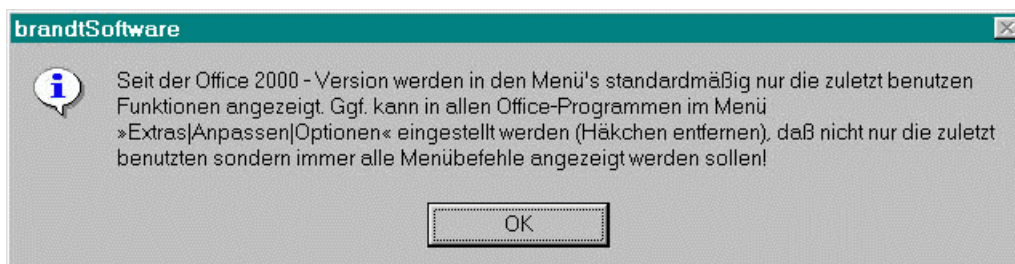 brandtSoftware
Seit der Office 2000 - Version werden in den Menü's standardmäßig nur die zuletzt benutzen
Funktionen angezeigt. Ggf. kann in allen Office-Programmen im Menü
»Extras|Anpassen|Optionen« eingestellt werden (Häkchen entfernen), daß nicht nur die zuletzt
benutzten sondern immer alle Menübefehle angezeigt werden sollen!
OK